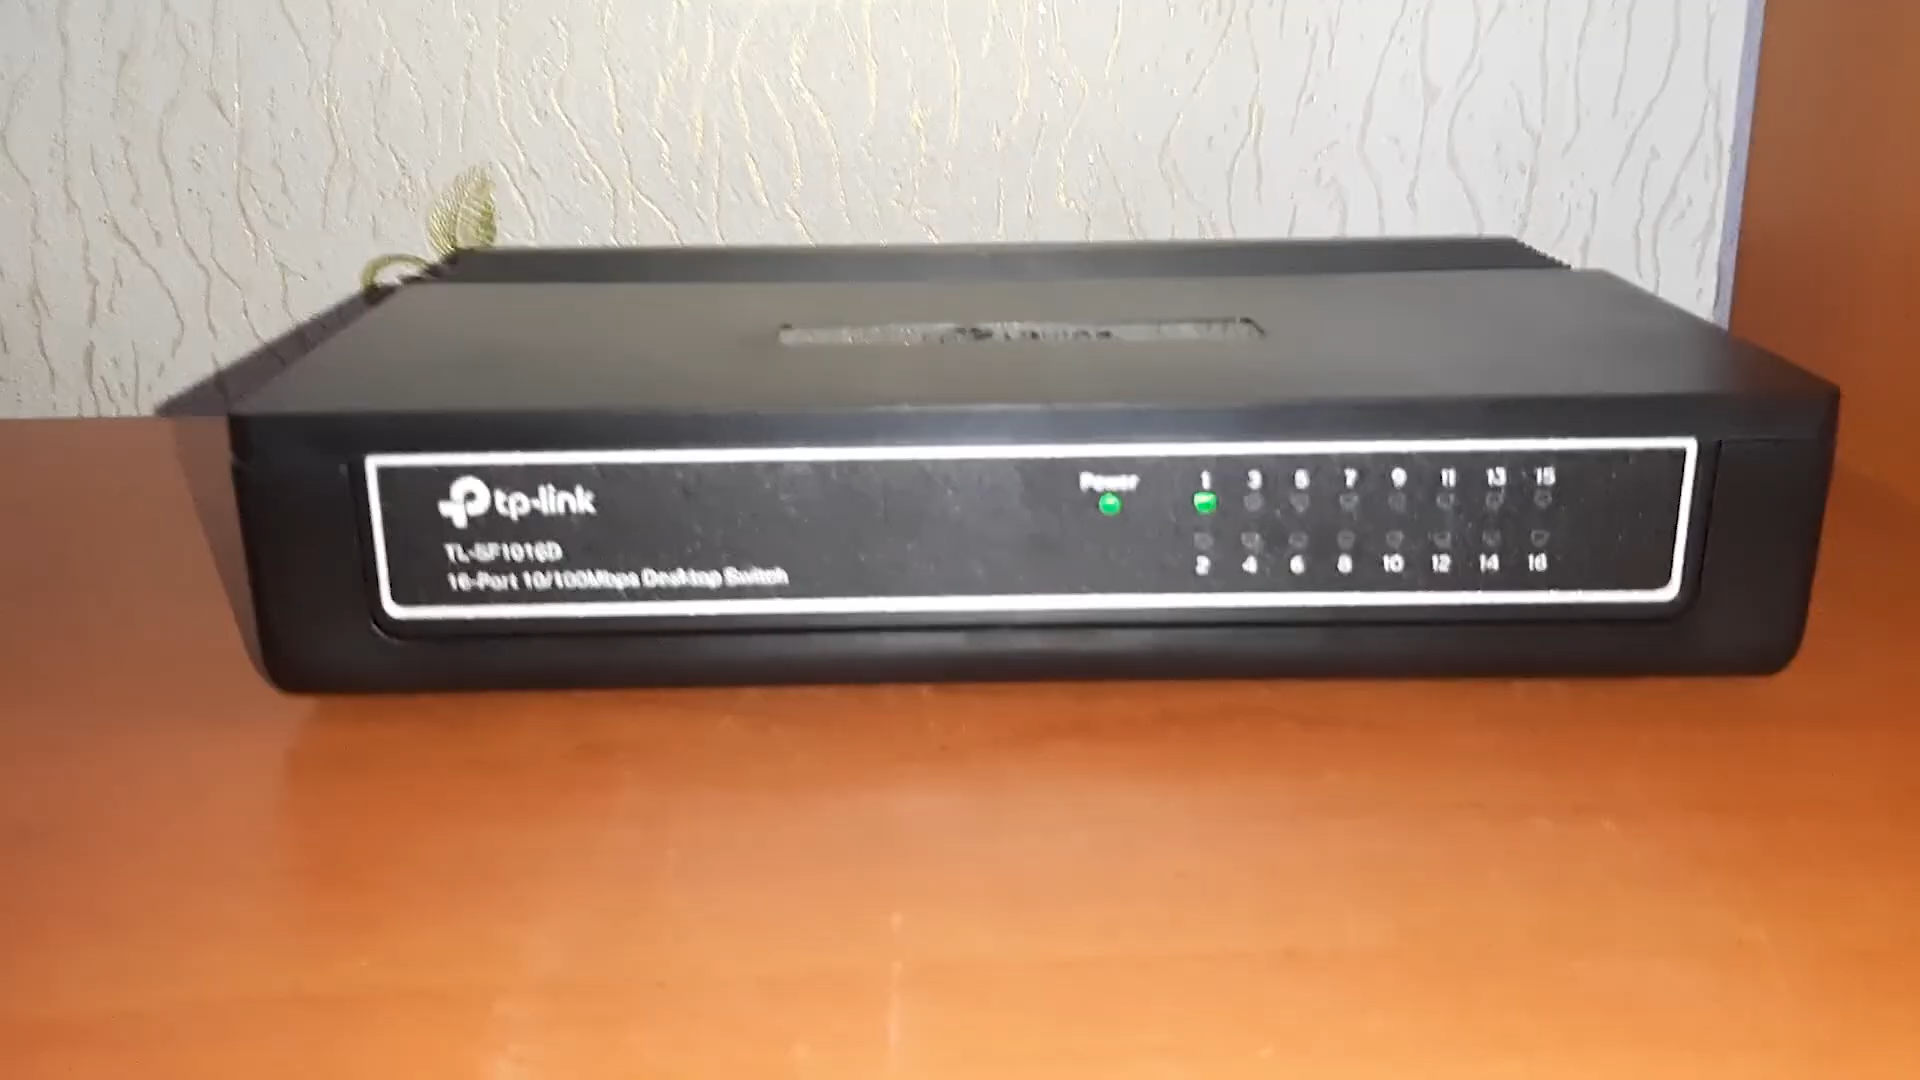 tp-link
TL-SF1016D
16-Port 10/100Mbps Desktop Switch
Power
1 3 5 7 9 11 13 15
2 4 6 8 10 12 14 16